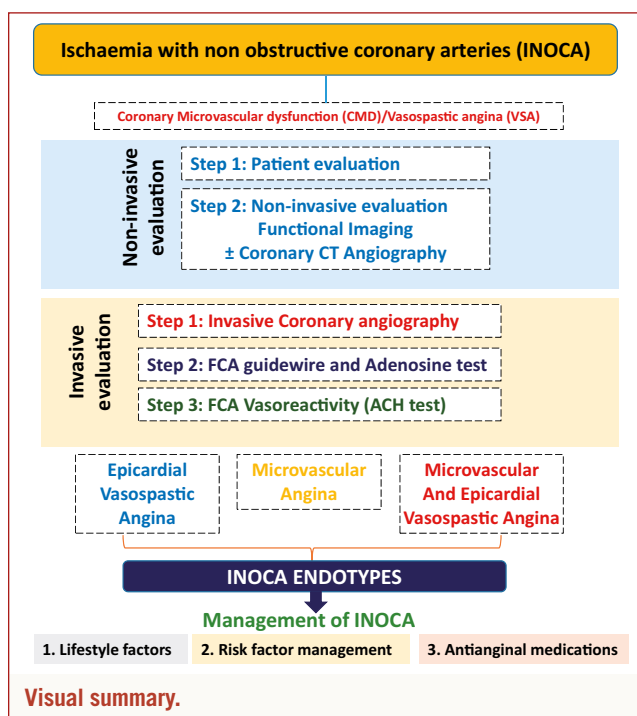 Ischaemia with non obstructive coronary arteries (INOCA)
Coronary Microvascular dysfunction (CMD)/Vasospastic angina (VSA)
Non-invasive
evaluation
Step 1: Patient evaluation
Step 2: Non-invasive evaluation
Functional Imaging
± Coronary CT Angiography
Invasive
evaluation
Step 1: Invasive Coronary angiography
Step 2: FCA guidewire and Adenosine test
Step 3: FCA Vasoreactivity (ACH test)
Epicardial
Vasospastic
Angina
Microvascular
Angina
Microvascular
And Epicardial
Vasospastic Angina
INOCA ENDOTYPES
Management of INOCA
1. Lifestyle factors
2. Risk factor management
3. Antianginal medications
Visual summary.